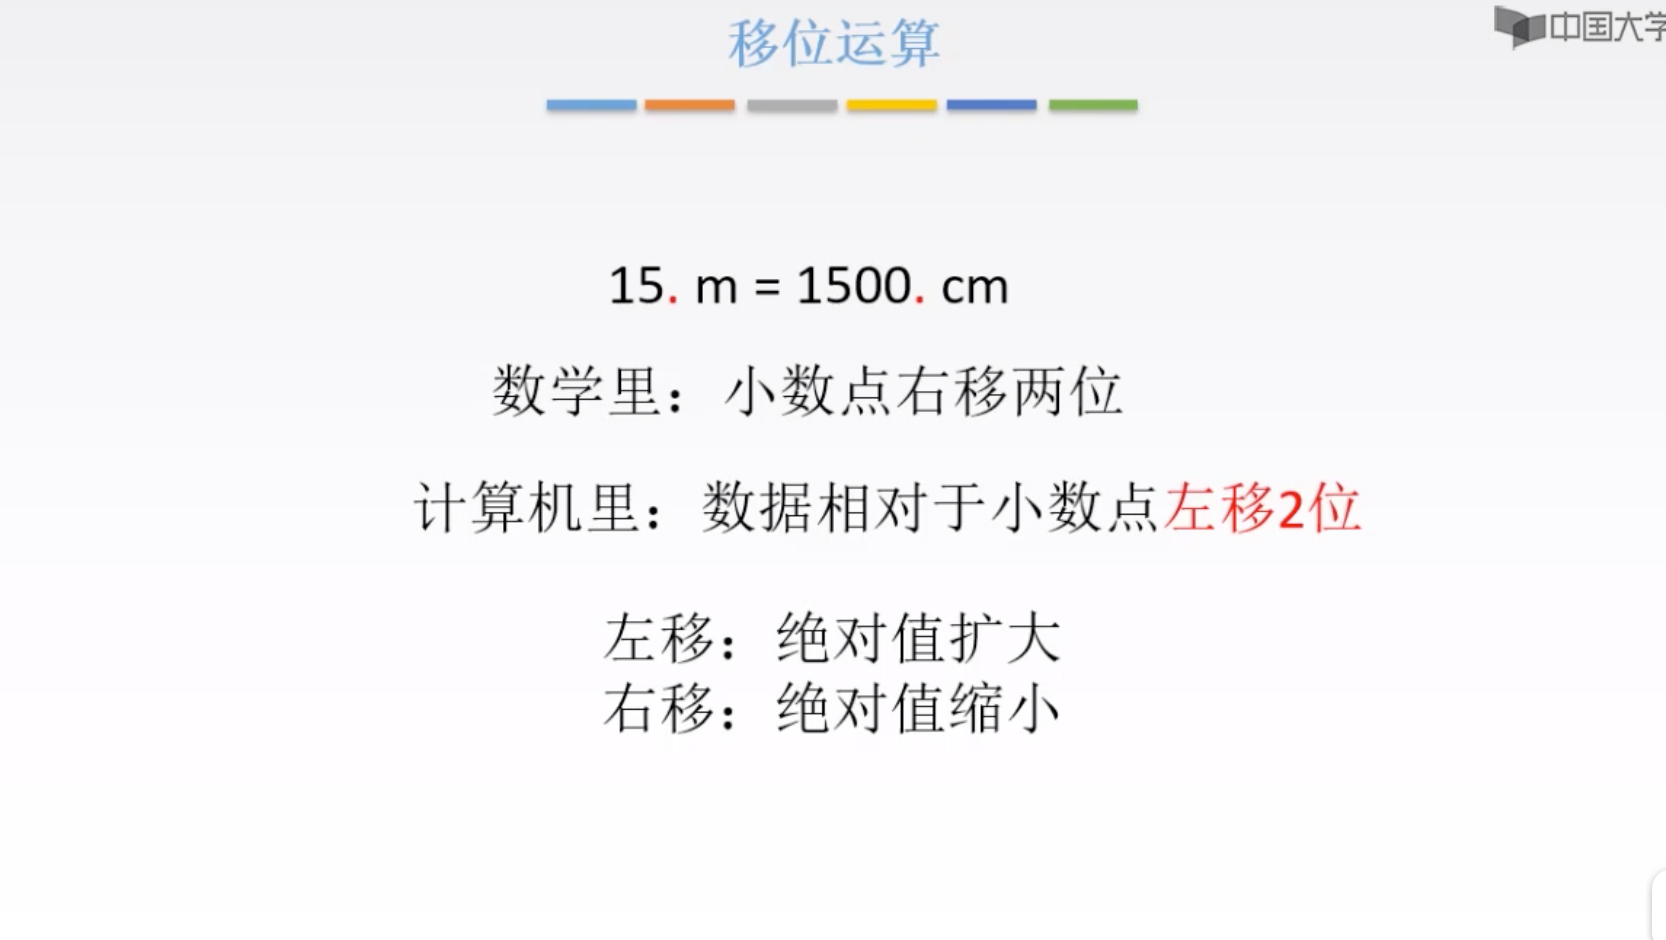 移位运算
中国大学
15. m = 1500. cm
数学里：小数点右移两位
计算机里：数据相对于小数点左移2位
左移：绝对值扩大
右移：绝对值缩小